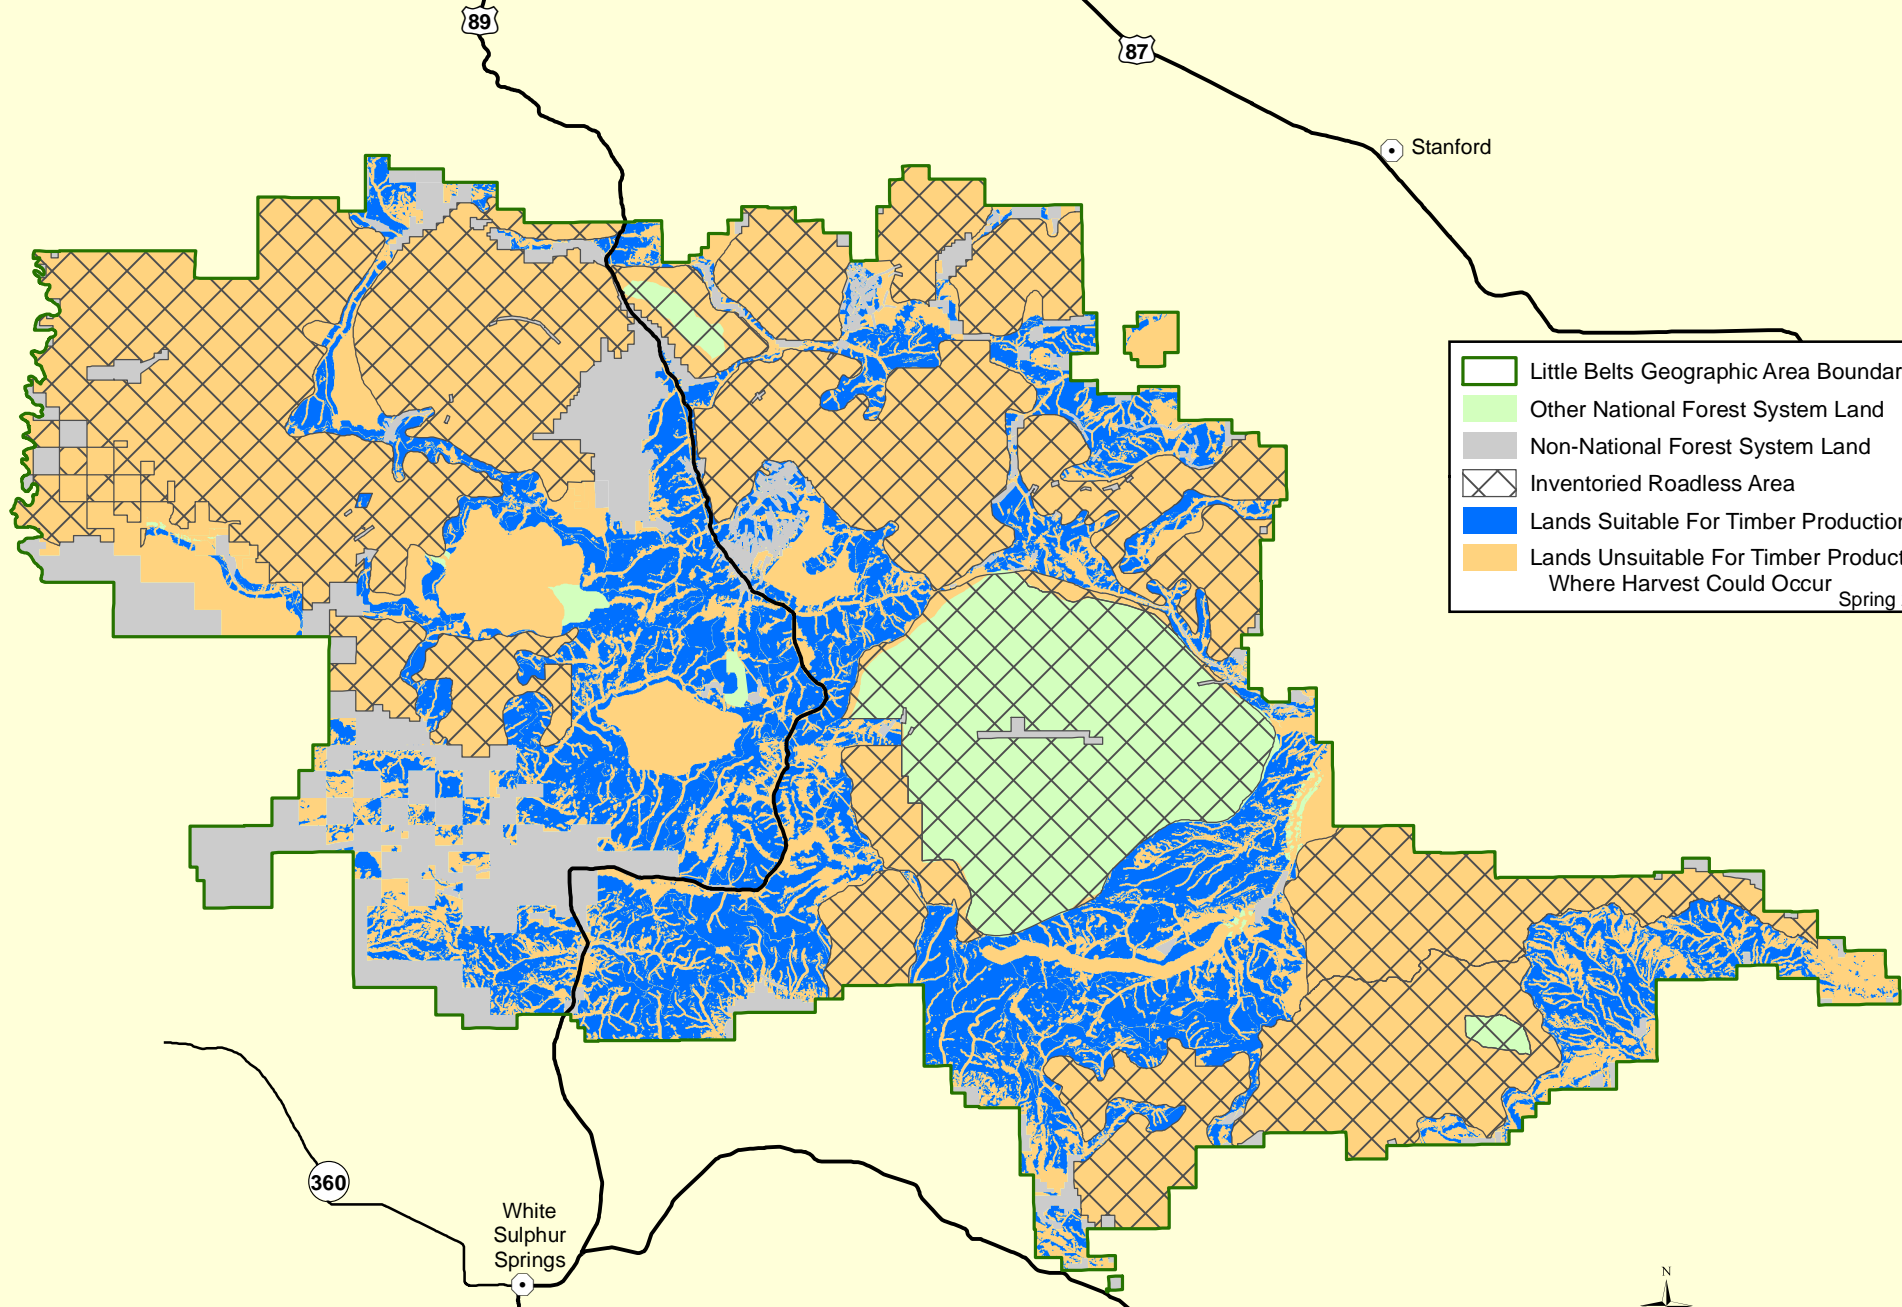 89
87
Stanford
Little Belts Geographic Area Boundar
Other National Forest System Land
Non-National Forest System Land
Inventoried Roadless Area
Lands Suitable For Timber Production
Lands Unsuitable For Timber Product
Where Harvest Could Occur
Spring
360
White
Sulphur
Springs
N